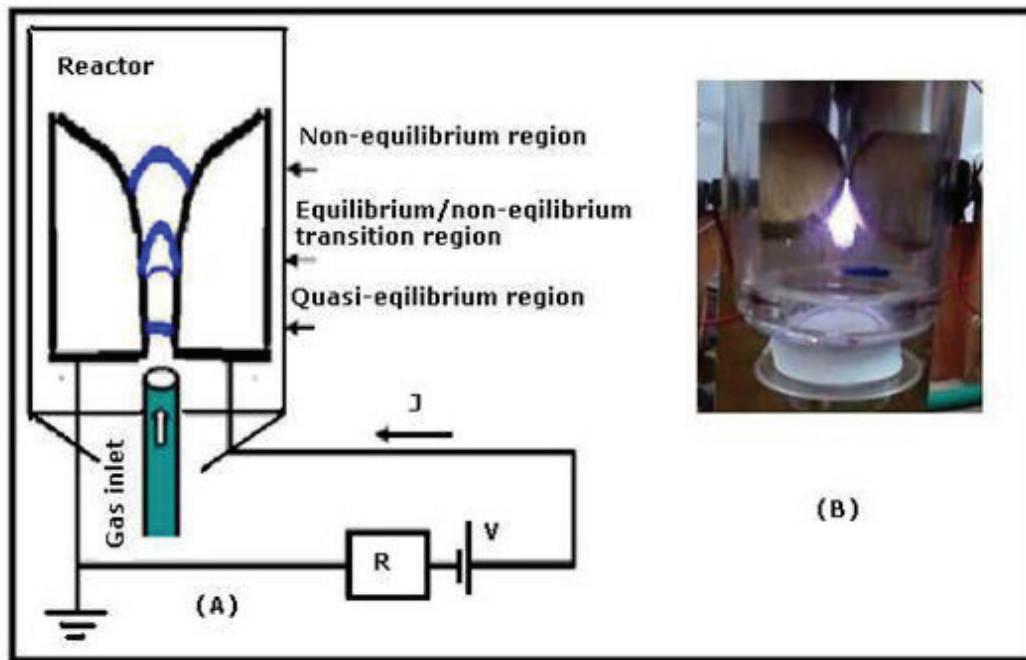 Reactor
Non-equilibrium region
Equilibrium/non-eqilibrium
transition region
Quasi-eqilibrium region
J
Gas inlet
V
R
(A)
(B)